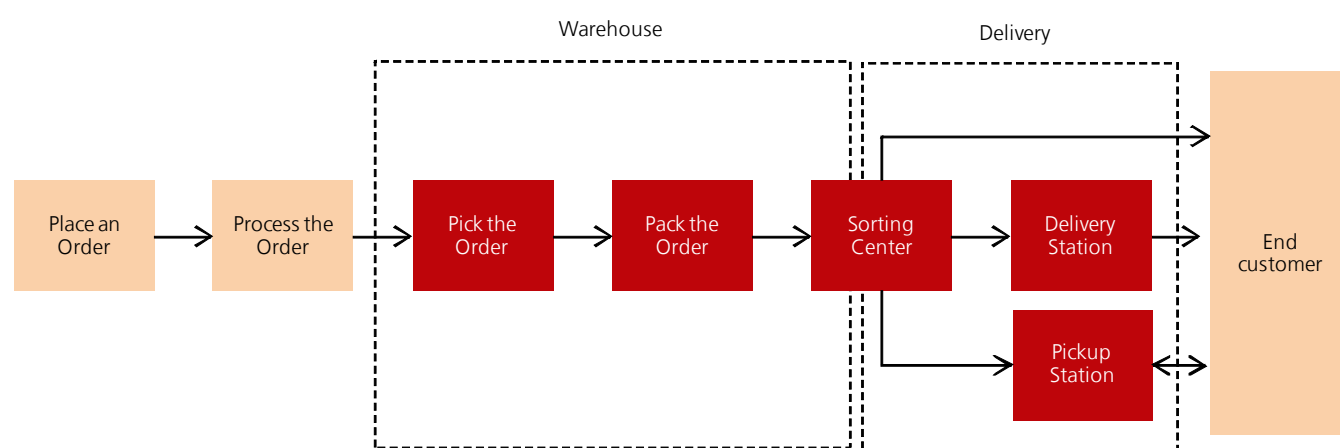 Warehouse
Delivery
Place an
Order
Process the
Order
Pick the
Order
Pack the
Order
Sorting
Center
Delivery
Station
Pickup
Station
End
customer